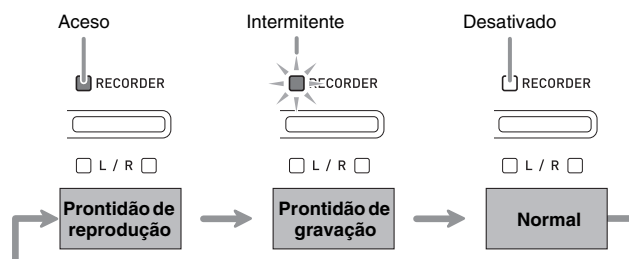 Aceso
Intermitente
Desativado
RECORDER
RECORDER
RECORDER
L / R
L / R
L / R
Prontidão de
reprodução
Prontidão de
gravação
Normal